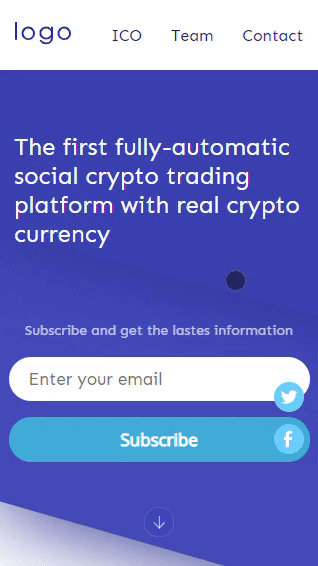 logo
ICO Team Contact
The first fully-automatic
social crypto trading
platform with real crypto
currency
Subscribe and get the lastes information
Enter your email
Subscribe